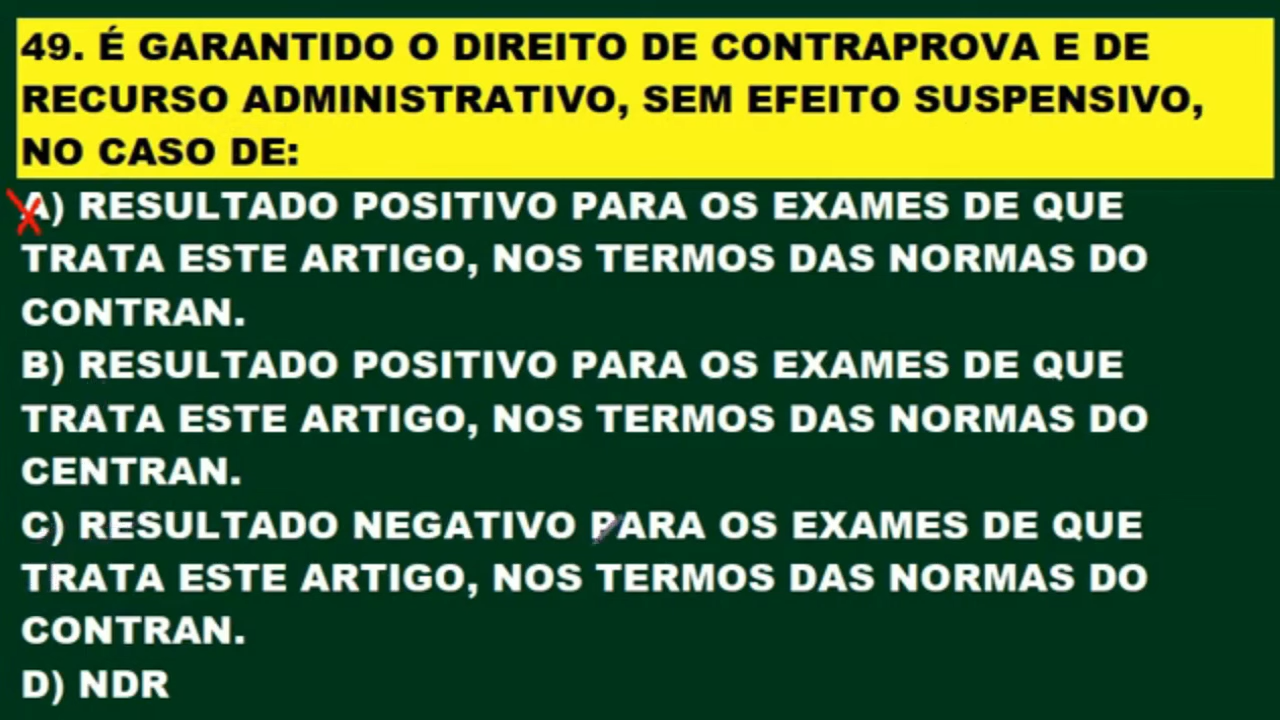 49. É GARANTIDO O DIREITO DE CONTRAPROVA E DE
RECURSO ADMINISTRATIVO, SEM EFEITO SUSPENSIVO,
NO CASO DE:
A) RESULTADO POSITIVO PARA OS EXAMES DE QUE
TRATA ESTE ARTIGO, NOS TERMOS DAS NORMAS DO
CONTRAN.
B) RESULTADO POSITIVO PARA OS EXAMES DE QUE
TRATA ESTE ARTIGO, NOS TERMOS DAS NORMAS DO
CENTRAN.
C) RESULTADO NEGATIVO PARA OS EXAMES DE QUE
TRATA ESTE ARTIGO, NOS TERMOS DAS NORMAS DO
CONTRAN.
D) NDR